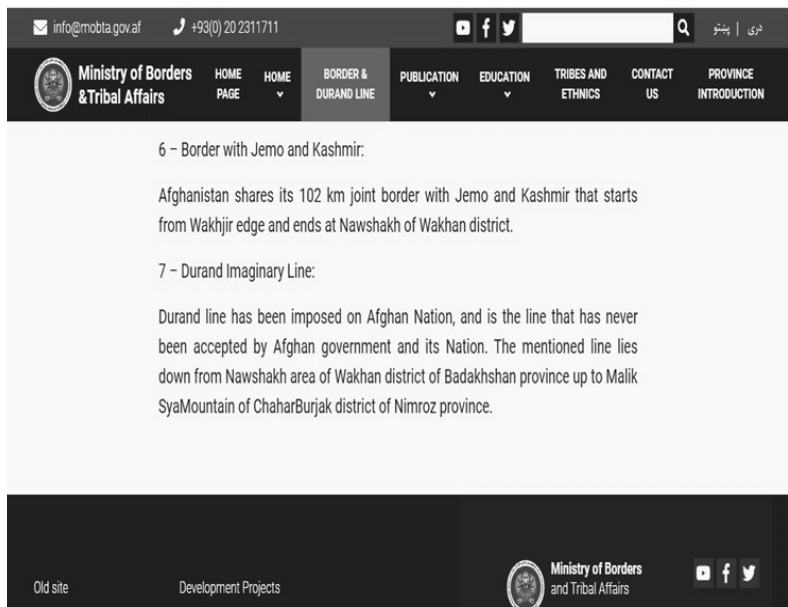 info@mobta.gov.af +93(0) 20 2311711 دری | پښتو
Ministry of Borders
&Tribal Affairs
HOME
PAGE
HOME
BORDER &
DURAND LINE
PUBLICATION
EDUCATION
TRIBES AND
ETHNICS
CONTACT
US
PROVINCE
INTRODUCTION
6 – Border with Jemo and Kashmir:
Afghanistan shares its 102 km joint border with Jemo and Kashmir that starts
from Wakhjir edge and ends at Nawshakh of Wakhan district.
7 – Durand Imaginary Line:
Durand line has been imposed on Afghan Nation, and is the line that has never
been accepted by Afghan government and its Nation. The mentioned line lies
down from Nawshakh area of Wakhan district of Badakhshan province up to Malik
SyaMountain of ChaharBurjak district of Nimroz province.
Old site
Development Projects
Ministry of Borders
and Tribal Affairs